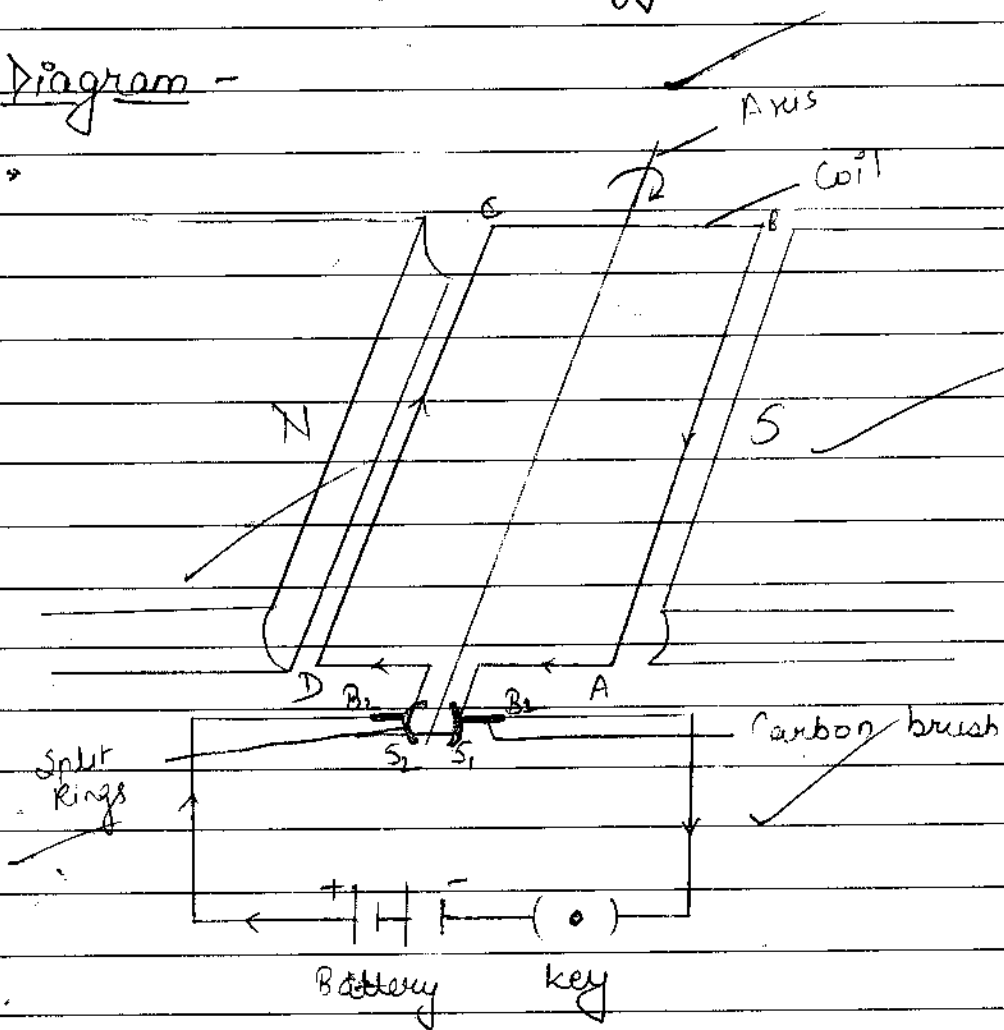 Diagram -
Axis
Coil
C
B
N
S
D
A
B2
B1
S2
S1
Carbon brush
Split
Rings
+
-
Battery
Key